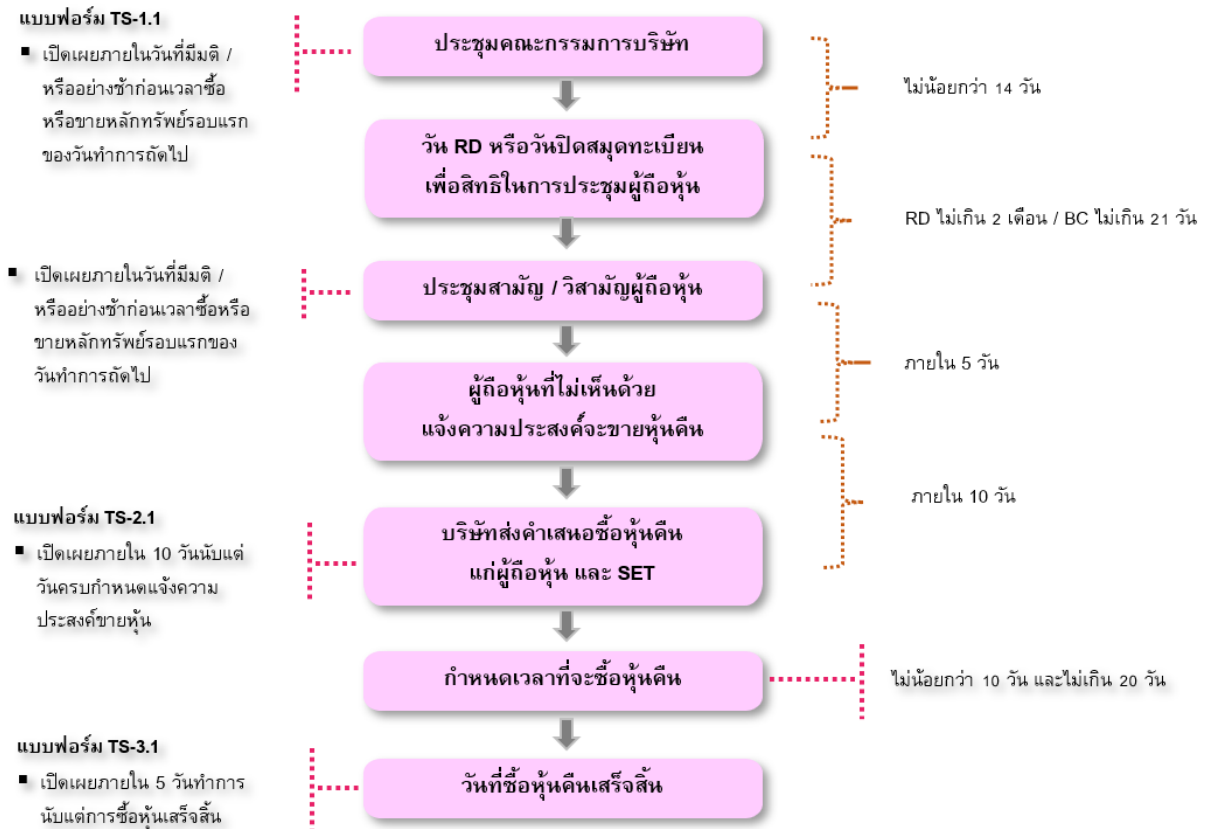 แบบฟอร์ม TS-1.1
▪ เปิดเผยภายในวันที่มีมติ /
หรืออย่างช้าก่อนเวลาซื้อ
หรือขายหลักทรัพย์รอบแรก
ของวันทำการถัดไป
ประชุมคณะกรรมการบริษัท
ไม่น้อยกว่า 14 วัน
วัน RD หรือวันปิดสมุดทะเบียน
เพื่อสิทธิในการประชุมผู้ถือหุ้น
RD ไม่เกิน 2 เดือน / BC ไม่เกิน 21 วัน
▪ เปิดเผยภายในวันที่มีมติ /
หรืออย่างช้าก่อนเวลาซื้อหรือ
ขายหลักทรัพย์รอบแรกของ
วันทำการถัดไป
ประชุมสามัญ / วิสามัญผู้ถือหุ้น
ภายใน 5 วัน
ผู้ถือหุ้นที่ไม่เห็นด้วย
แจ้งความประสงค์จะขายหุ้นคืน
ภายใน 10 วัน
แบบฟอร์ม TS-2.1
▪ เปิดเผยภายใน 10 วันนับแต่
วันครบกำหนดแจ้งความ
ประสงค์ขายหุ้น
บริษัทส่งคำเสนอซื้อหุ้นคืน
แก่ผู้ถือหุ้น และ SET
กำหนดเวลาที่จะซื้อหุ้นคืน
ไม่น้อยกว่า 10 วัน และไม่เกิน 20 วัน
แบบฟอร์ม TS-3.1
▪ เปิดเผยภายใน 5 วันทำการ
นับแต่การซื้อหุ้นเสร็จสิ้น
วันที่ซื้อหุ้นคืนเสร็จสิ้น